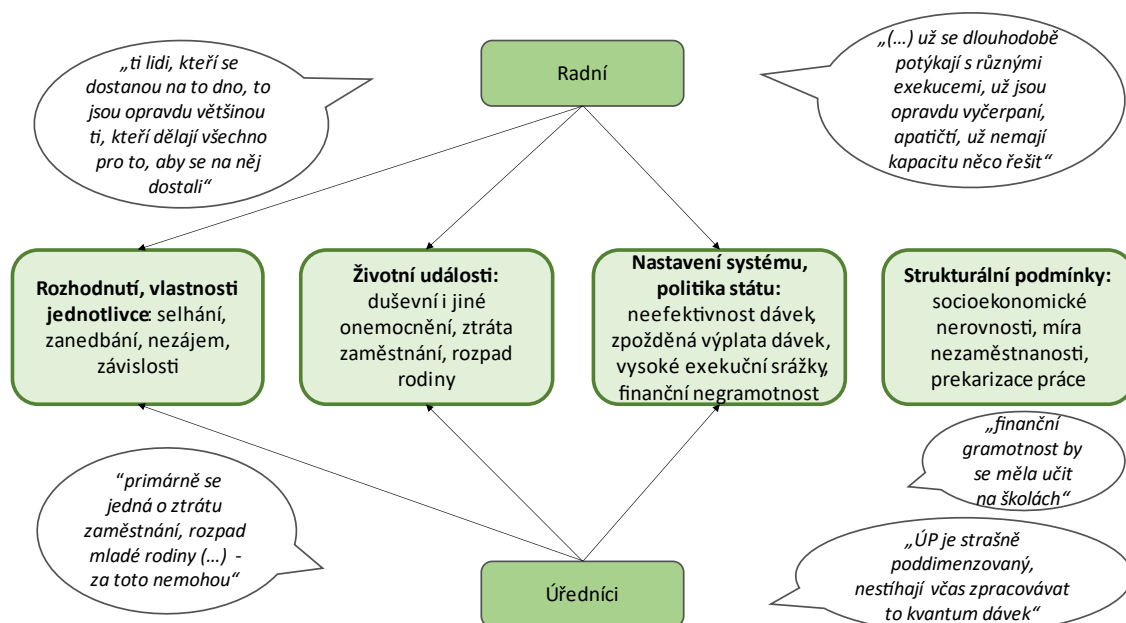 „ti lidi, kteří se
dostanou na to dno, to
jsou opravdu většinou
ti, kteří dělají všechno
pro to, aby se na něj
dostali“
Radní
„(…) už se dlouhodobě
potýkají s různými
exekucemi, už jsou
opravdu vyčerpaní,
apatičtí, už nemají
kapacitu něco řešit“
Rozhodnutí, vlastnosti
jednotlivce: selhání,
zanedbání, nezájem,
závislosti
Životní události:
duševní i jiné
onemocnění, ztráta
zaměstnání, rozpad
rodiny
Nastavení systému,
politika státu:
neefektivnost dávek,
zpožděná výplata dávek,
vysoké exekuční srážky,
finanční negramotnost
Strukturální podmínky:
socioekonomické
nerovnosti, míra
nezaměstnanosti,
prekarizace práce
“primárně se
jedná o ztrátu
zaměstnání, rozpad
mladé rodiny (…) -
za toto nemohou“
Úředníci
„finanční
gramotnost by
se měla učit
na školách“
„ÚP je strašně
poddimenzovaný,
nestíhají včas zpracovávat
to kvantum dávek“